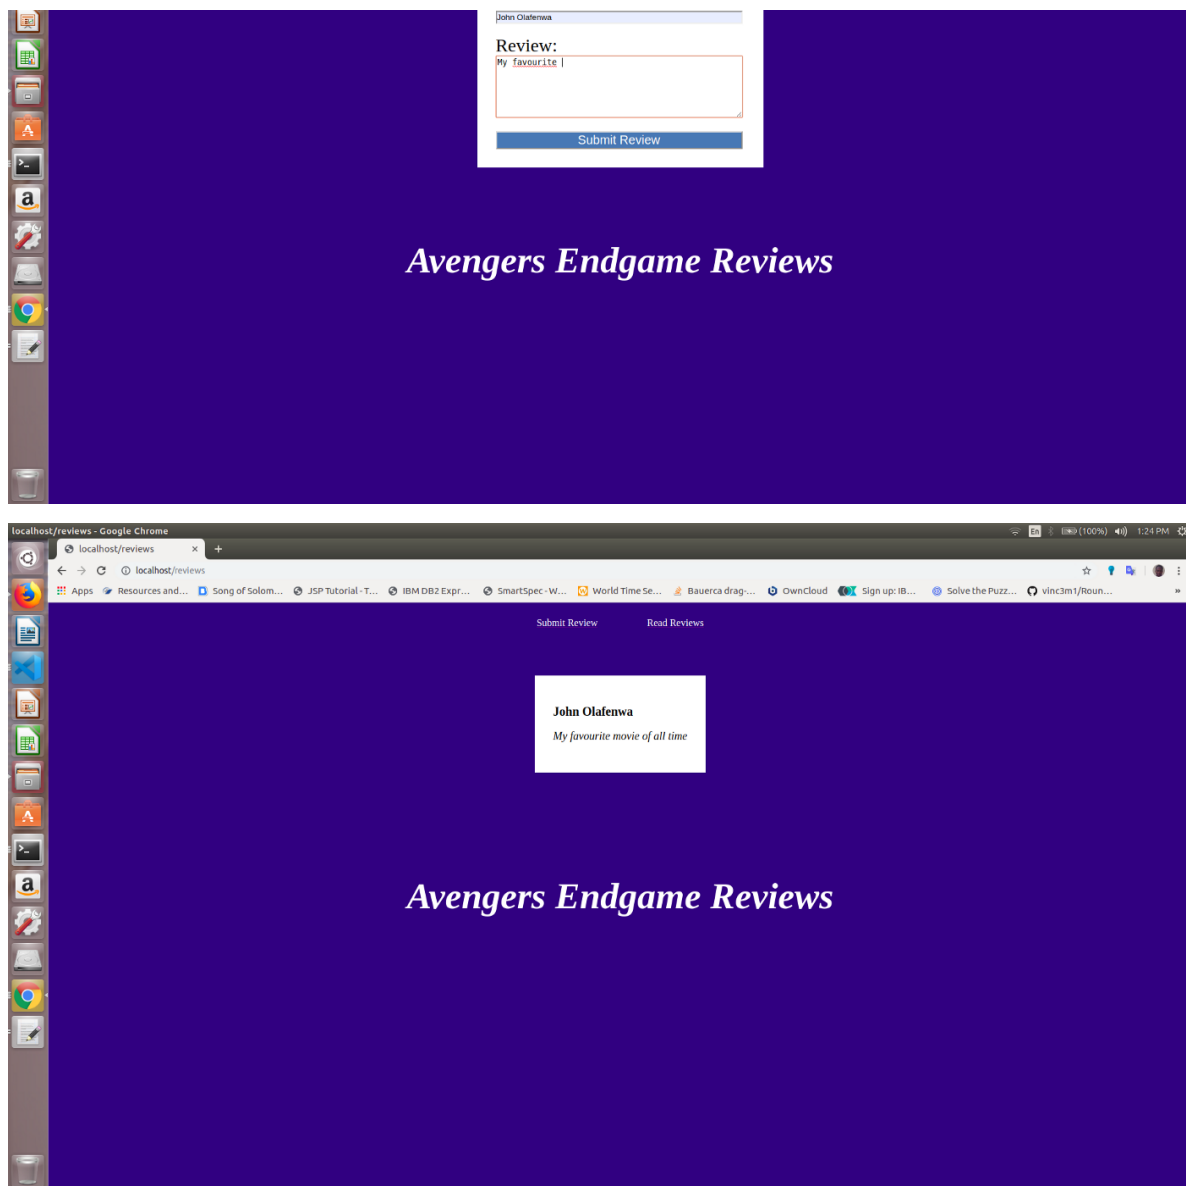 John Olafenwa
Review:
My favourite
Submit Review
Avengers Endgame Reviews
localhost/reviews - Google Chrome
En (100%) 1:24 PM
localhost/reviews
localhost/reviews
Apps Resources and... Song of Solom... JSP Tutorial - T... IBM DB2 Expr... SmartSpec - W... World Time Se... Bauerca drag-... OwnCloud Sign up: IB... Solve the Puzz... vinc3m1/Roun... »
Submit Review Read Reviews
John Olafenwa
My favourite movie of all time
Avengers Endgame Reviews